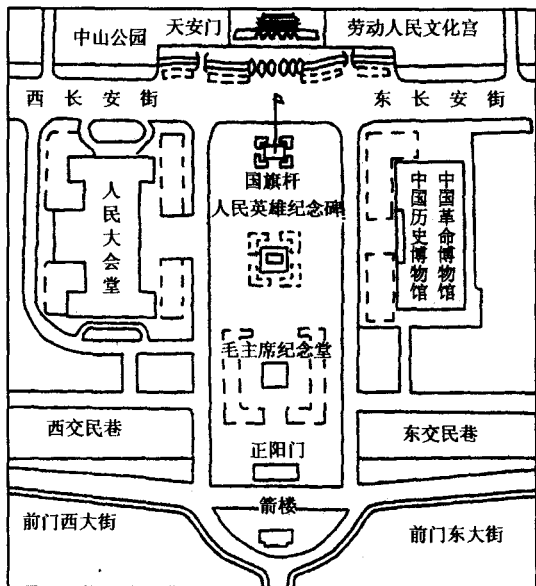 中山公园
天安门
劳动人民文化宫
西长安街
东长安街
国旗杆
人民英雄纪念碑
人民大会堂
中国历史博物馆
中国革命博物馆
毛主席纪念堂
西交民巷
东交民巷
正阳门
箭楼
前门西大街
前门东大街